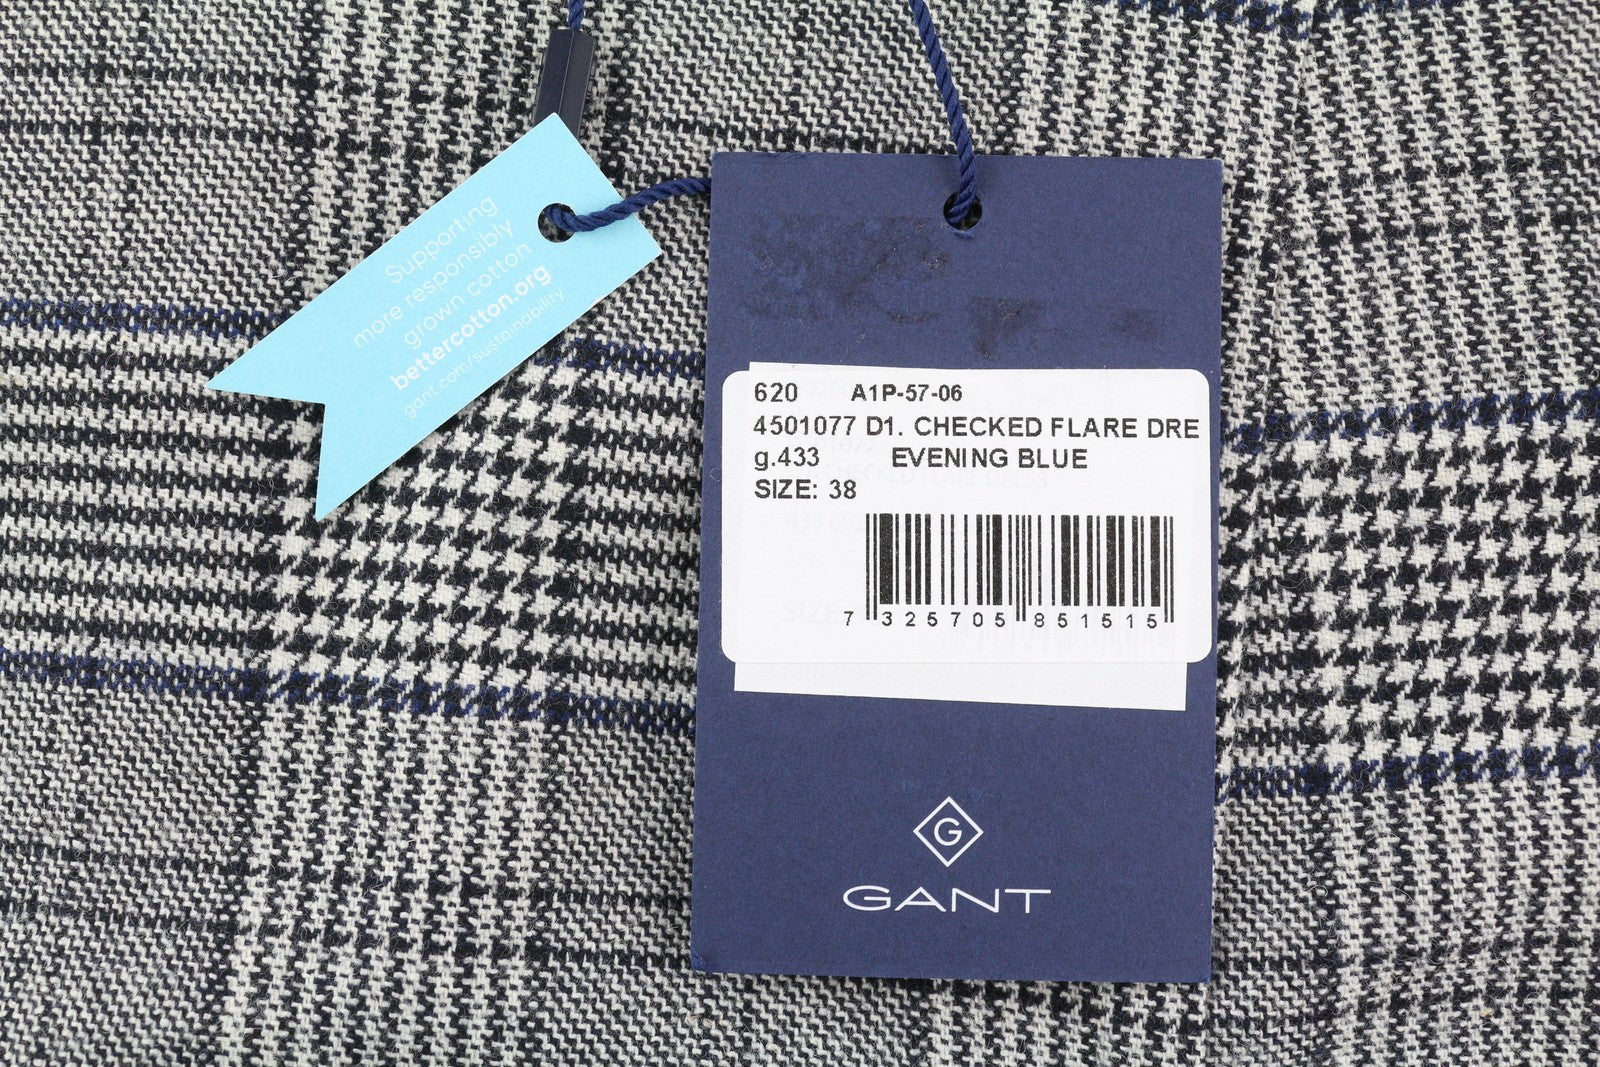 Supporting
more responsibly
grown cotton
bettercotton.org
gant.com/sustainability
620 A1P-57-06
4501077 D1. CHECKED FLARE DRE
g.433 EVENING BLUE
SIZE: 38
7 325705 851515
G
GANT